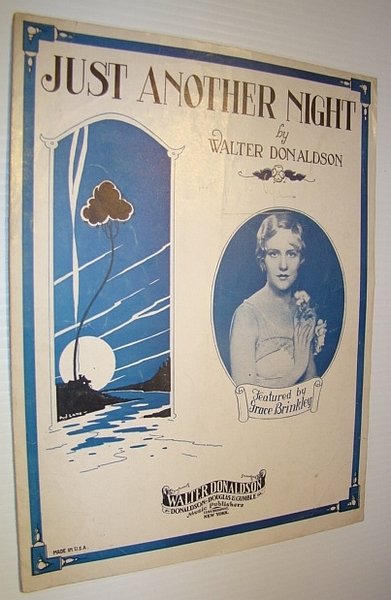 JUST ANOTHER NIGHT
by
WALTER DONALDSON
Featured by
Grace Brinkley
WALTER DONALDSON
DONALDSON-DOUGLAS & GUMBLE
Music Publishers
NEW YORK.
MADE IN U.S.A.